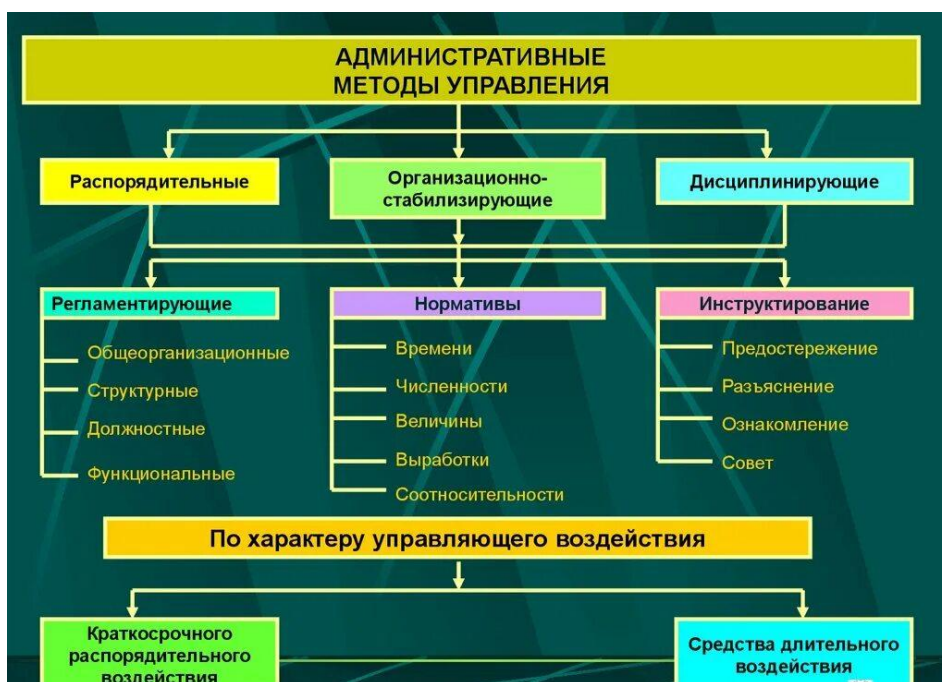 АДМИНИСТРАТИВНЫЕ
МЕТОДЫ УПРАВЛЕНИЯ
Распорядительные
Организационно-
стабилизирующие
Дисциплинирующие
Регламентирующие
Общеорганизационные
Структурные
Должностные
Функциональные
Нормативы
Времени
Численности
Величины
Выработки
Соотносительности
Инструктирование
Предостережение
Разъяснение
Ознакомление
Совет
По характеру управляющего воздействия
Краткосрочного
распорядительного
воздействия
Средства длительного
воздействия